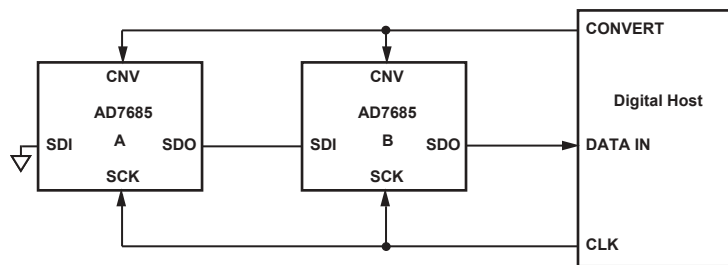 CONVERT
CNV
AD7685
A
SDI
SDO
SCK
CNV
AD7685
B
SDI
SDO
SCK
Digital Host
DATA IN
CLK